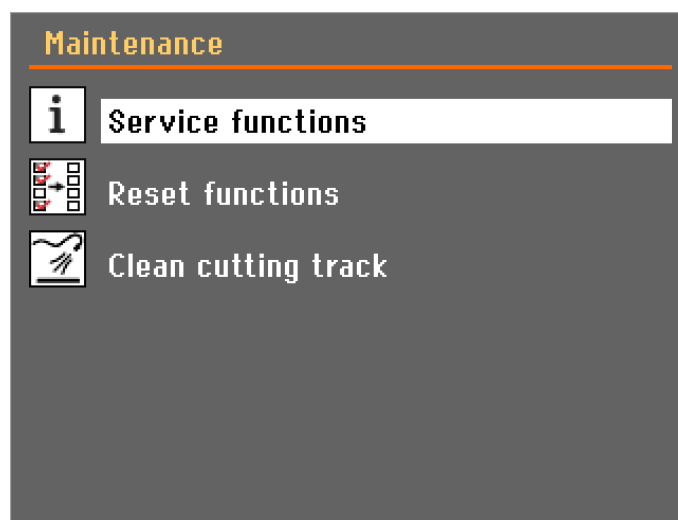 Maintenance
i
Service functions
Reset functions
Clean cutting track